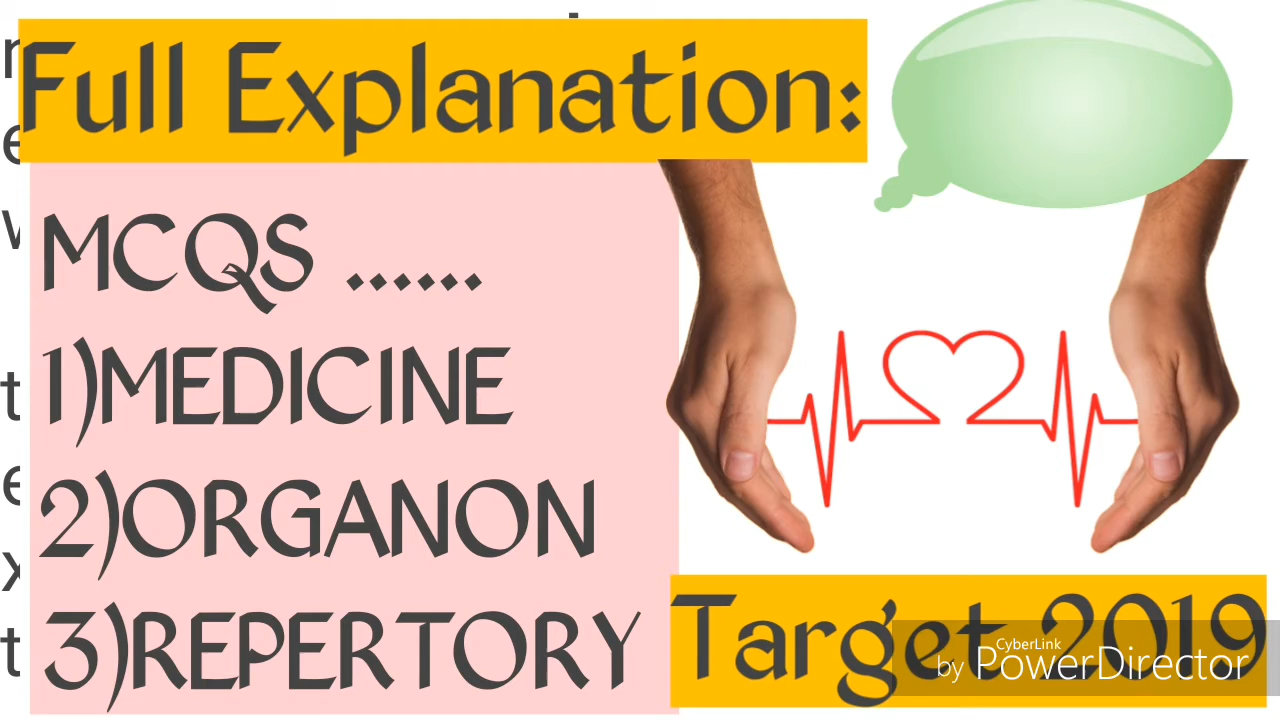 Full Explanation:
MCQS ......
1)MEDICINE
2)ORGANON
3)REPERTORY
Target 2019
CyberLink
by PowerDirector